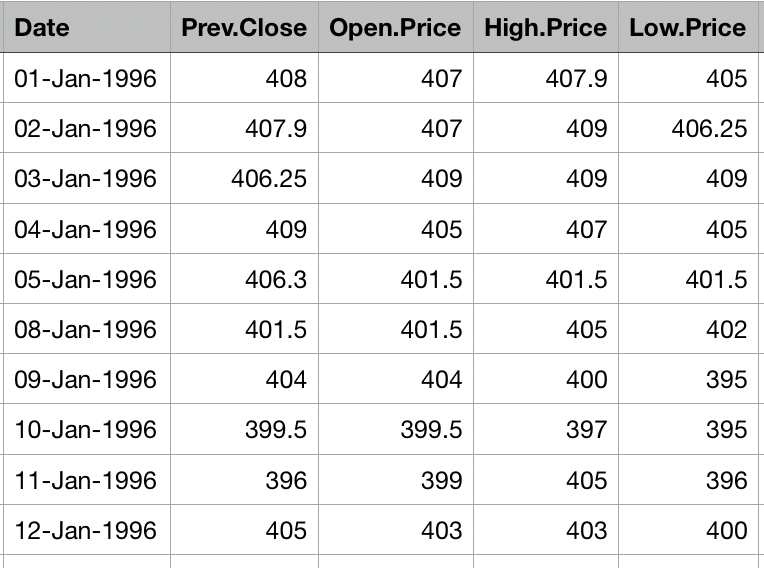 Date Prev.Close Open.Price High.Price Low.Price
01-Jan-1996 408 407 407.9 405
02-Jan-1996 407.9 407 409 406.25
03-Jan-1996 406.25 409 409 409
04-Jan-1996 409 405 407 405
05-Jan-1996 406.3 401.5 401.5 401.5
08-Jan-1996 401.5 401.5 405 402
09-Jan-1996 404 404 400 395
10-Jan-1996 399.5 399.5 397 395
11-Jan-1996 396 399 405 396
12-Jan-1996 405 403 403 400